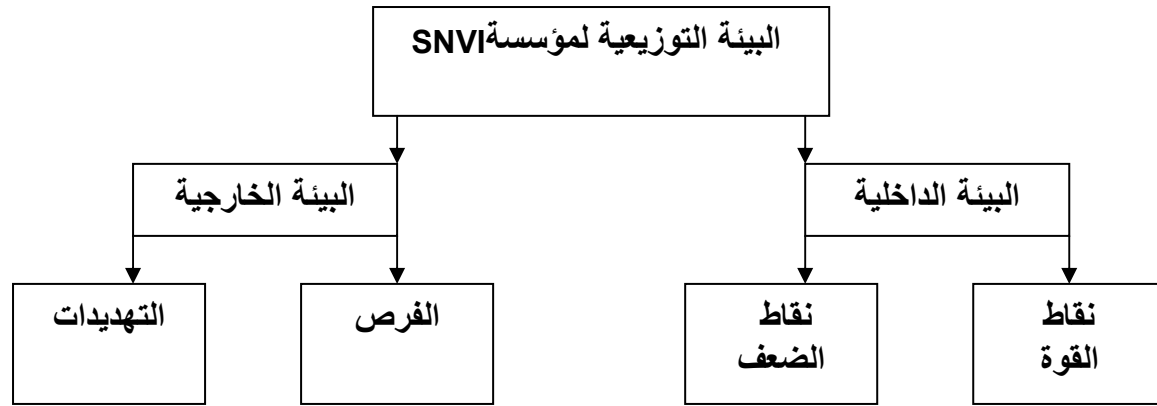 البيئة التوزيعية لمؤسسةSNVI
البيئة الداخلية
البيئة الخارجية
نقاط
القوة
نقاط
الضعف
الفرص
التهديدات